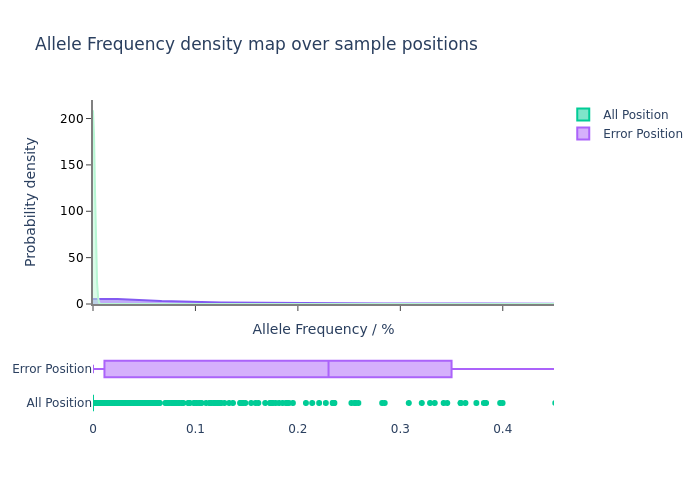 Allele Frequency density map over sample positions
All Position
Error Position
Probability density
200
150
100
50
0
Allele Frequency / %
Error Position
All Position
0
0.1
0.2
0.3
0.4